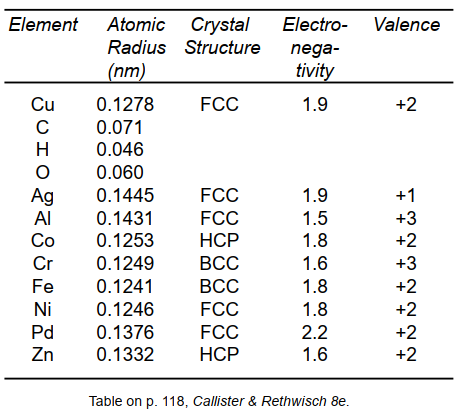 Element Atomic Crystal Electro- Valence
Radius Structure nega-
(nm) tivity
Cu 0.1278 FCC 1.9 +2
C 0.071
H 0.046
O 0.060
Ag 0.1445 FCC 1.9 +1
Al 0.1431 FCC 1.5 +3
Co 0.1253 HCP 1.8 +2
Cr 0.1249 BCC 1.6 +3
Fe 0.1241 BCC 1.8 +2
Ni 0.1246 FCC 1.8 +2
Pd 0.1376 FCC 2.2 +2
Zn 0.1332 HCP 1.6 +2
Table on p. 118, Callister & Rethwisch 8e.